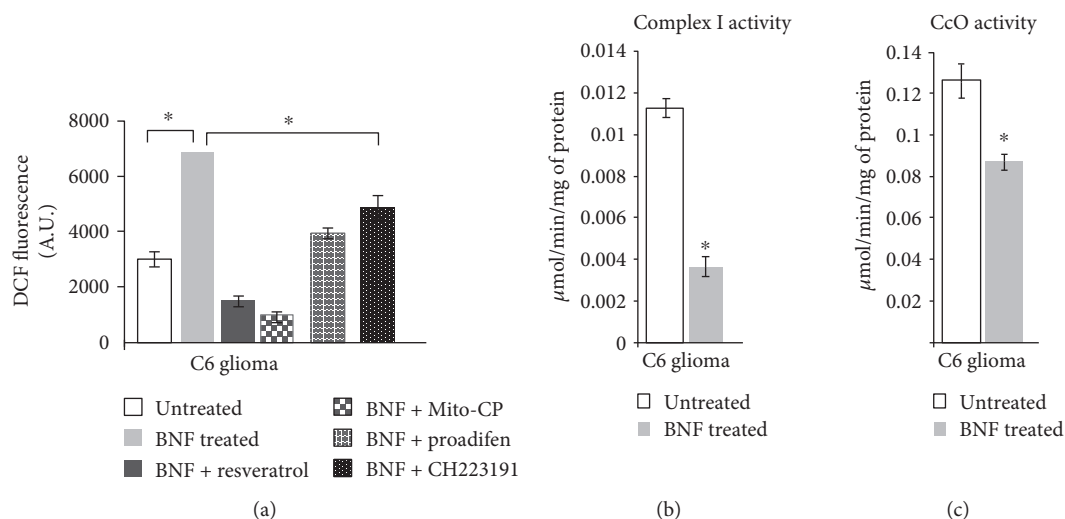 DCF fluorescence
(A.U.)
8000
6000
4000
2000
0
*
*
C6 glioma
Untreated
BNF treated
BNF + resveratrol
BNF + Mito-CP
BNF + proadifen
BNF + CH223191
(a)
Complex I activity
μmol/min/mg of protein
0.014
0.012
0.01
0.008
0.006
0.004
0.002
0
*
C6 glioma
Untreated
BNF treated
(b)
CcO activity
μmol/min/mg of protein
0.14
0.12
0.1
0.08
0.06
0.04
0.02
*
C6 glioma
Untreated
BNF treated
(c)